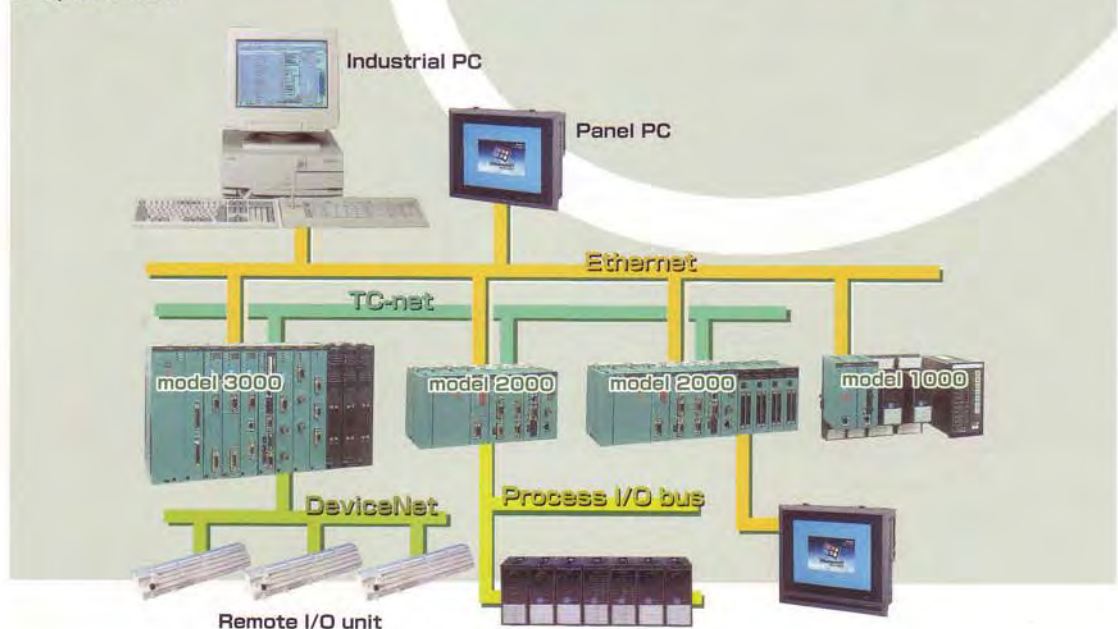 Industrial PC
Panel PC
Ethernet
TC-net
model 3000
model 2000
model 2000
model 1000
DeviceNet
Process I/O bus
Remote I/O unit